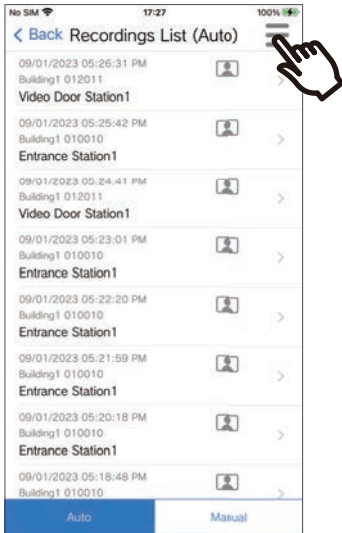 No SIM 17:27 100%
Back Recordings List (Auto)
09/01/2023 05:26:31 PM
Building1 012011
Video Door Station1
09/01/2023 05:25:42 PM
Building1 010010
Entrance Station1
09/01/2023 05:24:41 PM
Building1 012011
Video Door Station1
09/01/2023 05:23:01 PM
Building1 010010
Entrance Station1
09/01/2023 05:22:20 PM
Building1 010010
Entrance Station1
09/01/2023 05:21:59 PM
Building1 010010
Entrance Station1
09/01/2023 05:20:18 PM
Building1 010010
Entrance Station1
09/01/2023 05:18:48 PM
Building1 010010
Auto Manual